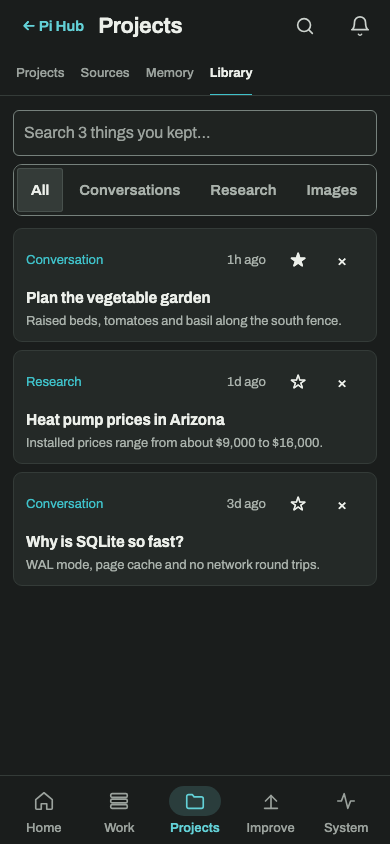 ← Pi Hub Projects
Projects Sources Memory Library
Search 3 things you kept...
All Conversations Research Images
Conversation 1h ago ★ ×
Plan the vegetable garden
Raised beds, tomatoes and basil along the south fence.
Research 1d ago ☆ ×
Heat pump prices in Arizona
Installed prices range from about $9,000 to $16,000.
Conversation 3d ago ☆ ×
Why is SQLite so fast?
WAL mode, page cache and no network round trips.
Home Work Projects Improve System